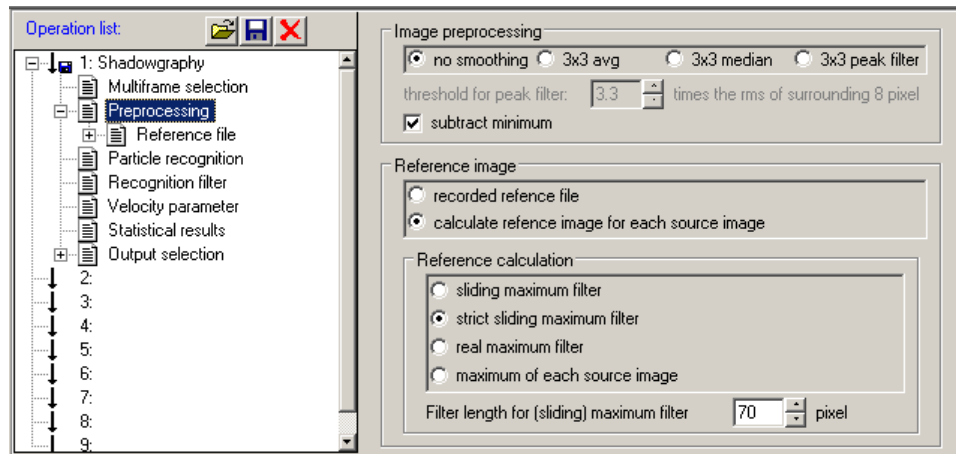 Operation list:
1: Shadowgraphy
Multiframe selection
Preprocessing
Reference file
Particle recognition
Recognition filter
Velocity parameter
Statistical results
Output selection
2:
3:
4:
5:
6:
7:
8:
9:
Image preprocessing
no smoothing 3x3 avg 3x3 median 3x3 peak filter
threshold for peak filter: 3.3 times the rms of surrounding 8 pixel
subtract minimum
Reference image
recorded refence file
calculate refence image for each source image
Reference calculation
sliding maximum filter
strict sliding maximum filter
real maximum filter
maximum of each source image
Filter length for (sliding) maximum filter 70 pixel